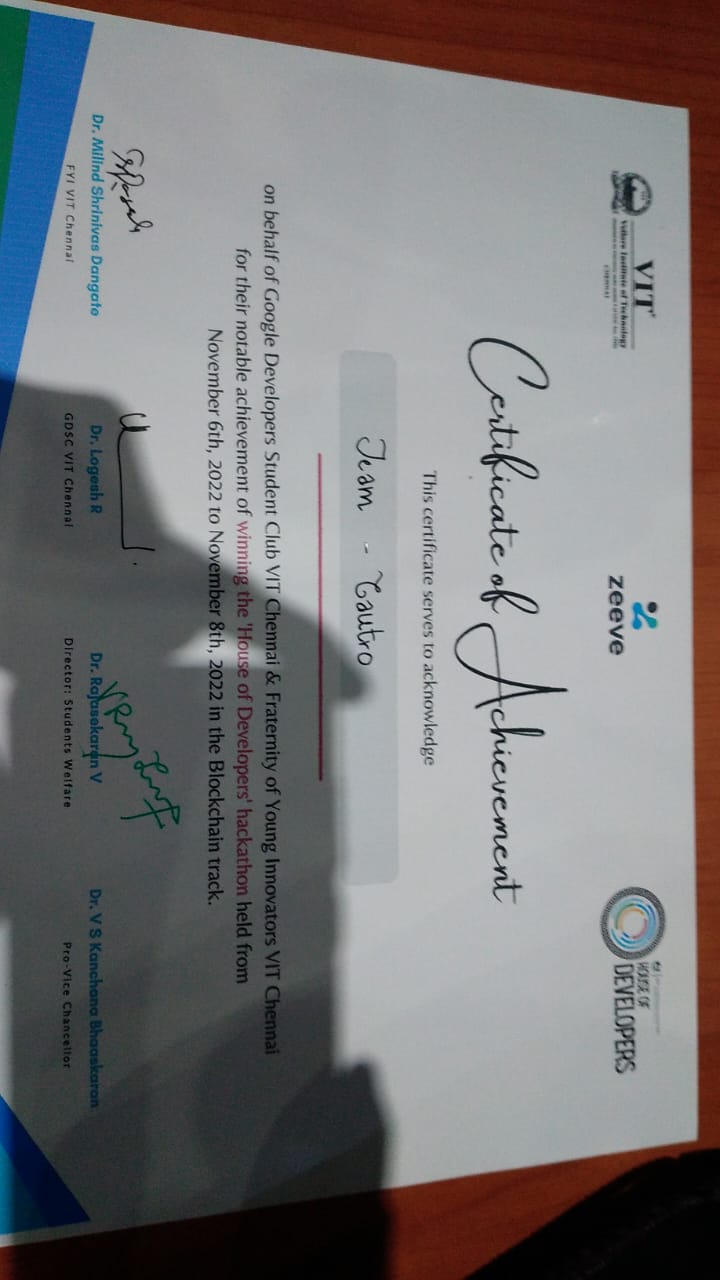 VIT
Vellore Institute of Technology
CHENNAI
zeeve
HOUSE OF
DEVELOPERS
Certificate of Achievement
This certificate serves to acknowledge
Team - Tautro
on behalf of Google Developers Student Club VIT Chennai & Fraternity of Young Innovators VIT Chennai
for their notable achievement of winning the 'House of Developers' hackathon held from
November 6th, 2022 to November 8th, 2022 in the Blockchain track.
Dr. Milind Shrinivas Dangate
FYI VIT Chennai
Dr. Logesh R
GDSC VIT Chennai
Dr. Rajasekaran V
Director: Students Welfare
Dr. V S Kanchana Bhaaskaran
Pro-Vice Chancellor